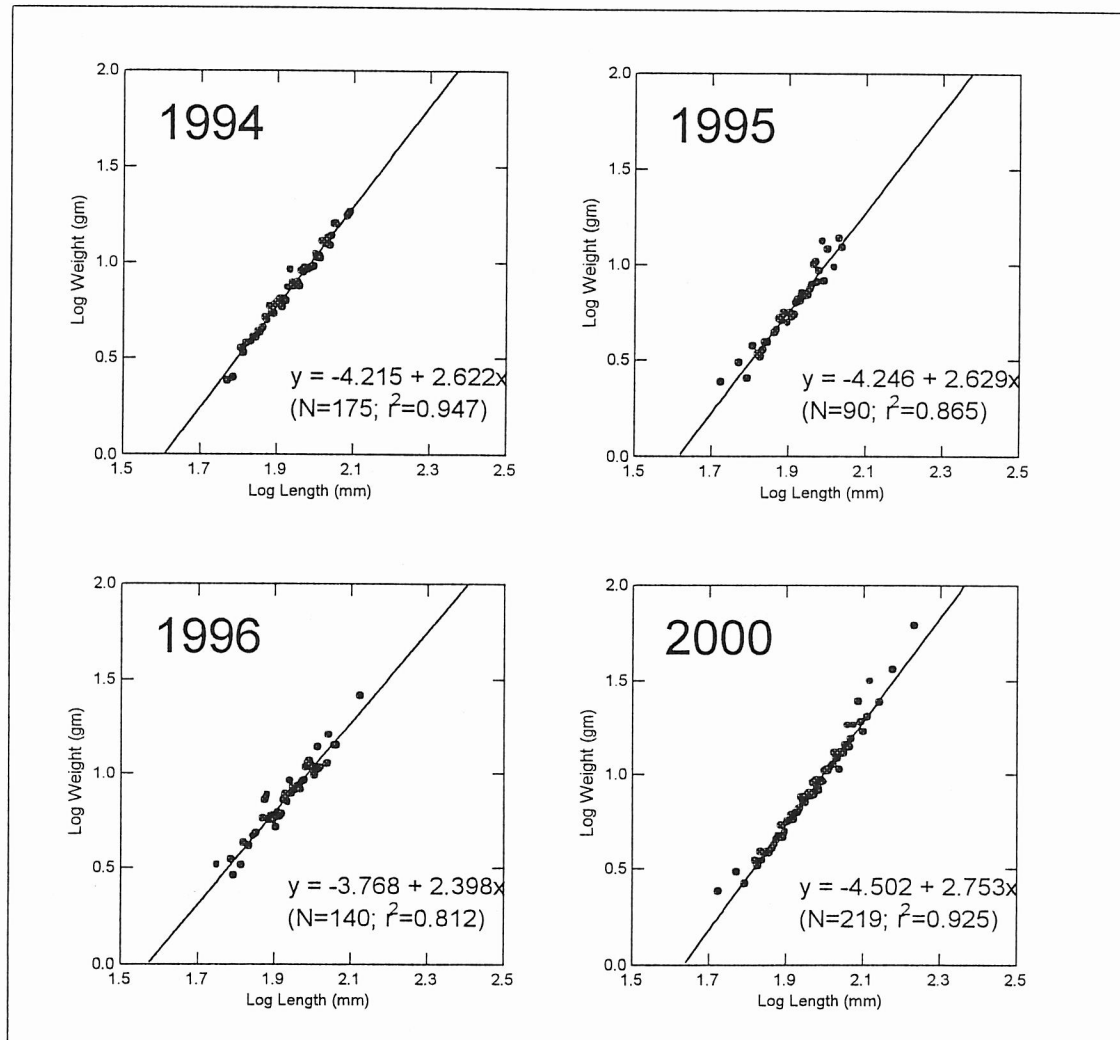 1994
2.0
1.5
1.0
0.5
0.0
Log Weight (gm)
y = -4.215 + 2.622x
(N=175; r²=0.947)
1.5 1.7 1.9 2.1 2.3 2.5
Log Length (mm)
1995
2.0
1.5
1.0
0.5
0.0
Log Weight (gm)
y = -4.246 + 2.629x
(N=90; r²=0.865)
1.5 1.7 1.9 2.1 2.3 2.5
Log Length (mm)
1996
2.0
1.5
1.0
0.5
0.0
Log Weight (gm)
y = -3.768 + 2.398x
(N=140; r²=0.812)
1.5 1.7 1.9 2.1 2.3 2.5
Log Length (mm)
2000
2.0
1.5
1.0
0.5
0.0
Log Weight (gm)
y = -4.502 + 2.753x
(N=219; r²=0.925)
1.5 1.7 1.9 2.1 2.3 2.5
Log Length (mm)